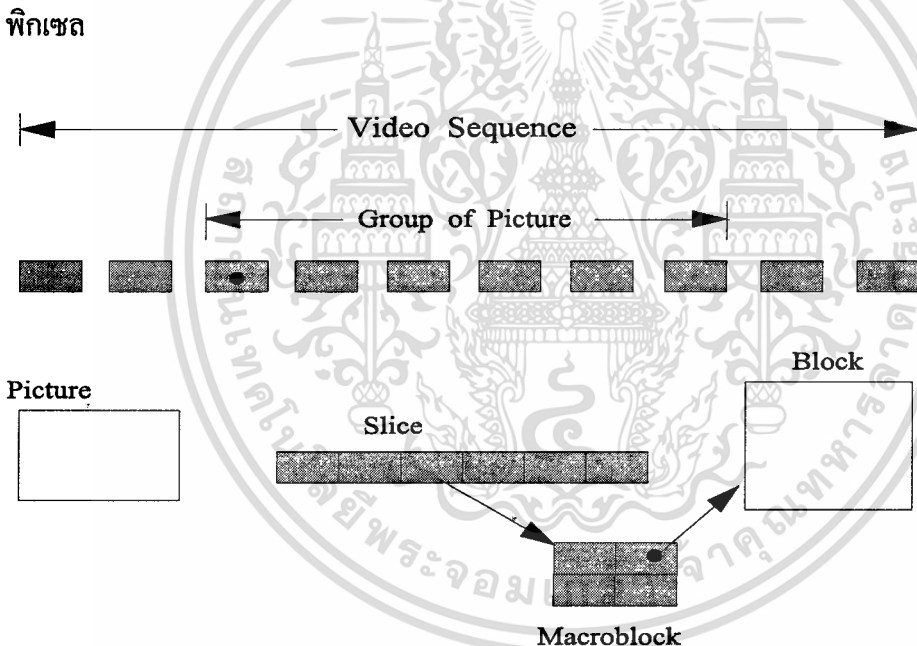 พิกเซล
Video Sequence
Group of Picture
Picture
Slice
Block
Macroblock